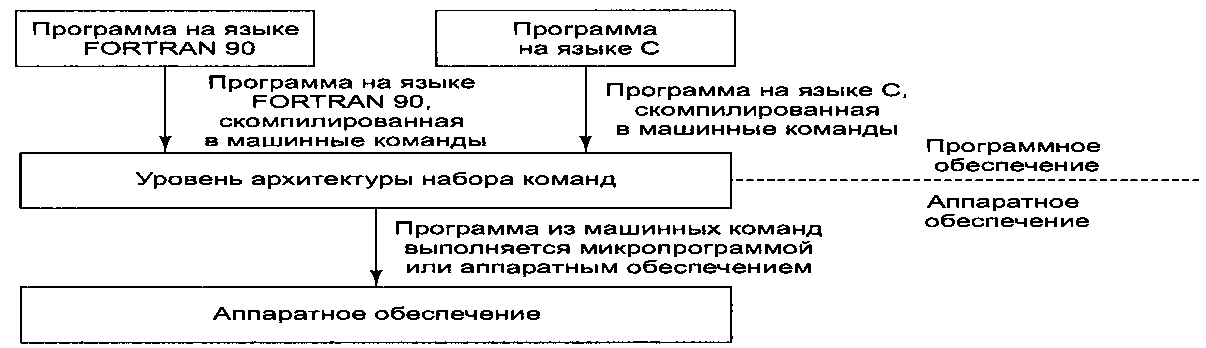 Программа на языке
FORTRAN 90
Программа
на языке C
Программа на языке
FORTRAN 90,
скомпилированная
в машинные команды
Программа на языке C,
скомпилированная
в машинные команды
Программное
обеспечение
Уровень архитектуры набора команд
Аппаратное
обеспечение
Программа из машинных команд
выполняется микропрограммой
или аппаратным обеспечением
Аппаратное обеспечение